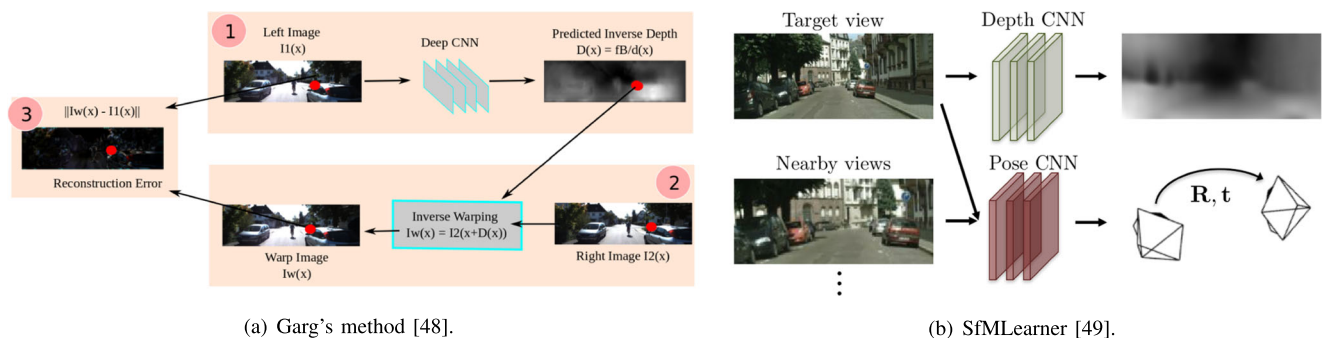 1
Left Image
I1(x)
Deep CNN
Predicted Inverse Depth
D(x) = fB/d(x)
3
||Iw(x) - I1(x)||
Reconstruction Error
2
Inverse Warping
Iw(x) = I2(x+D(x))
Warp Image
Iw(x)
Right Image I2(x)
(a) Garg's method [48].
Target view
Depth CNN
Nearby views
Pose CNN
R, t
(b) SfMLearner [49].